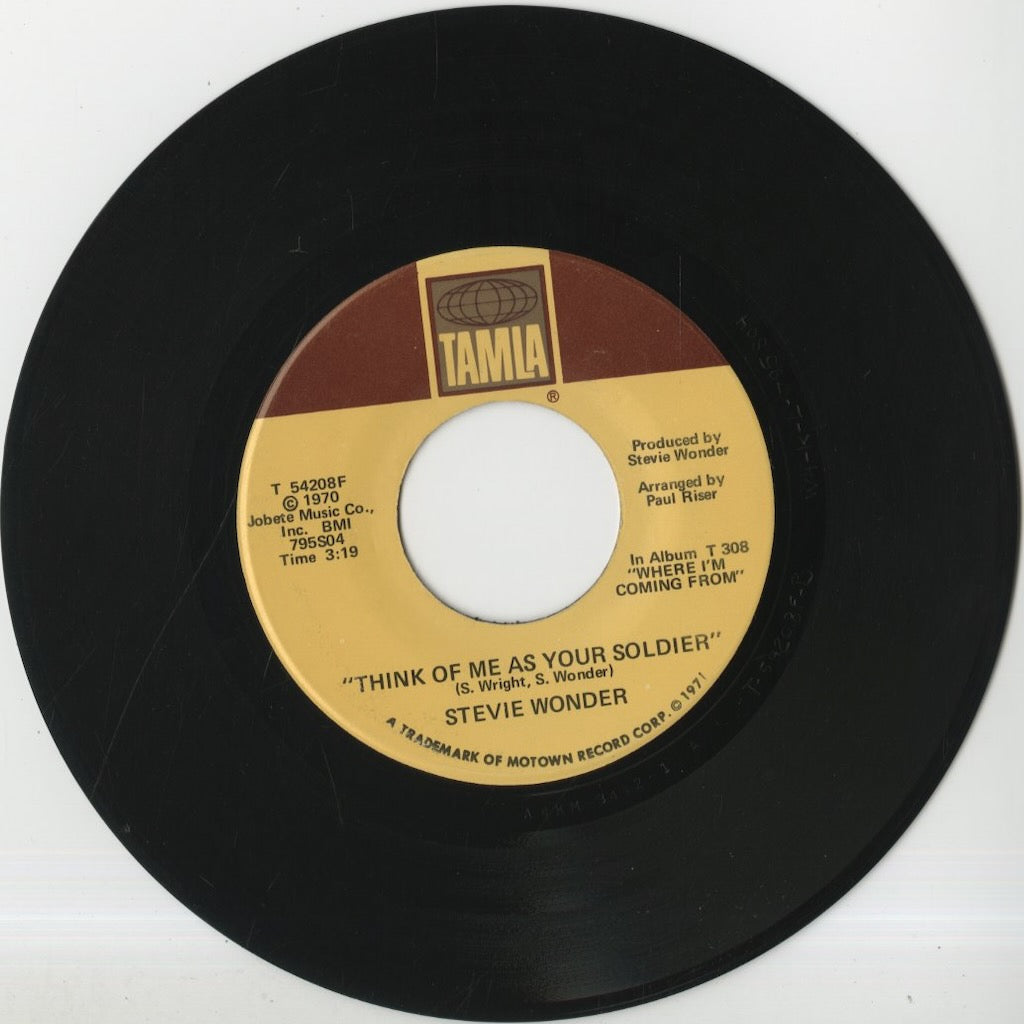 TAMLA
®
T 54208F
© 1970
Jobete Music Co.,
Inc. BMI
795S04
Time 3:19
Produced by
Stevie Wonder
Arranged by
Paul Riser
In Album T 308
"WHERE I'M
COMING FROM"
"THINK OF ME AS YOUR SOLDIER"
(S. Wright, S. Wonder)
STEVIE WONDER
A TRADEMARK OF MOTOWN RECORD CORP. © 1971